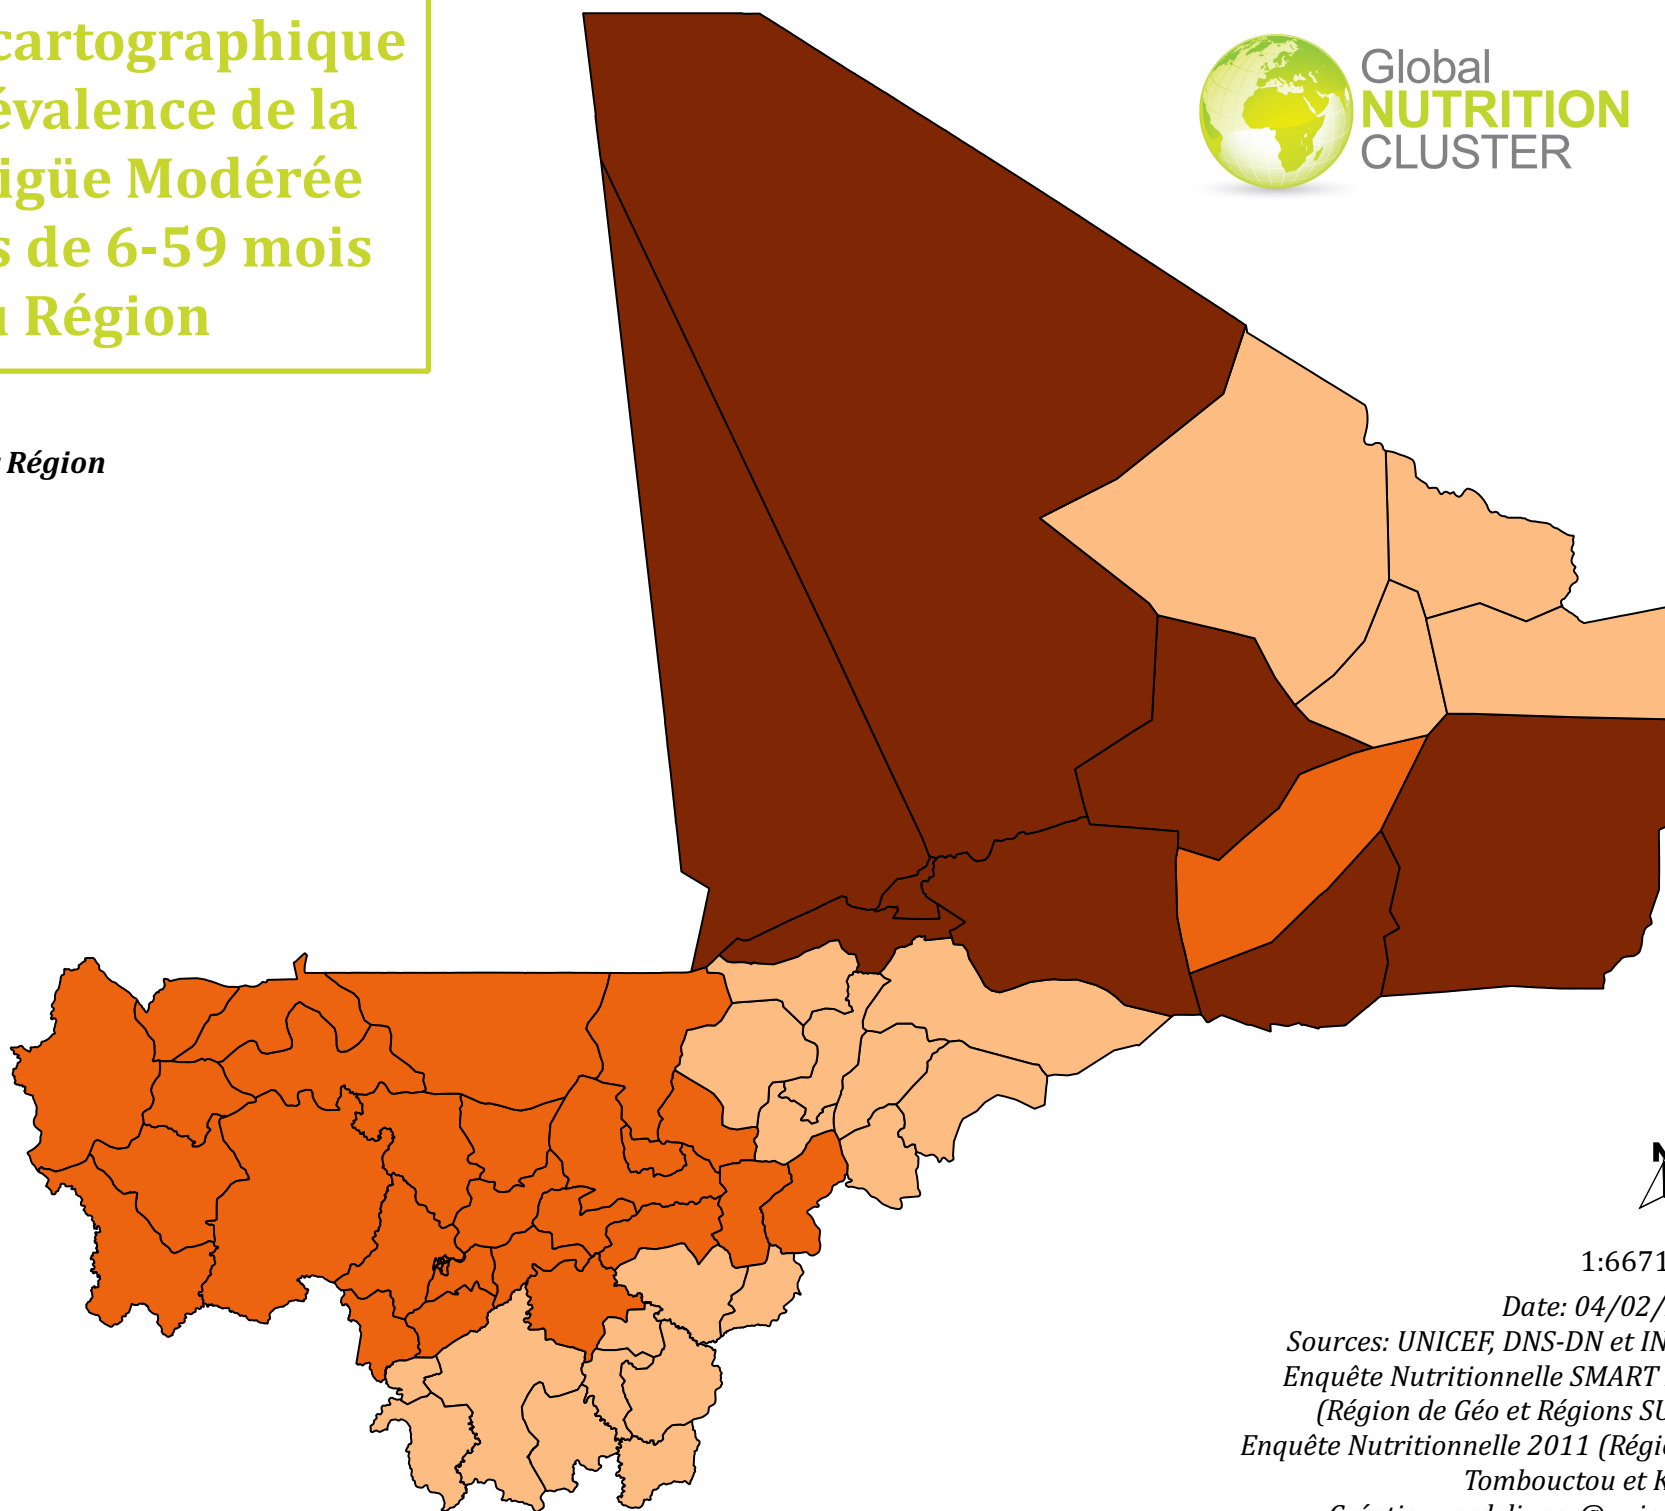 cartographique
évalence de la
igüe Modérée
s de 6-59 mois
u Région
Région
Global
NUTRITION
CLUSTER
N
1:6671
Date: 04/02/
Sources: UNICEF, DNS-DN et IN
Enquête Nutritionnelle SMART
(Région de Géo et Régions SU
Enquête Nutritionnelle 2011 (Régio
Tombouctou et K